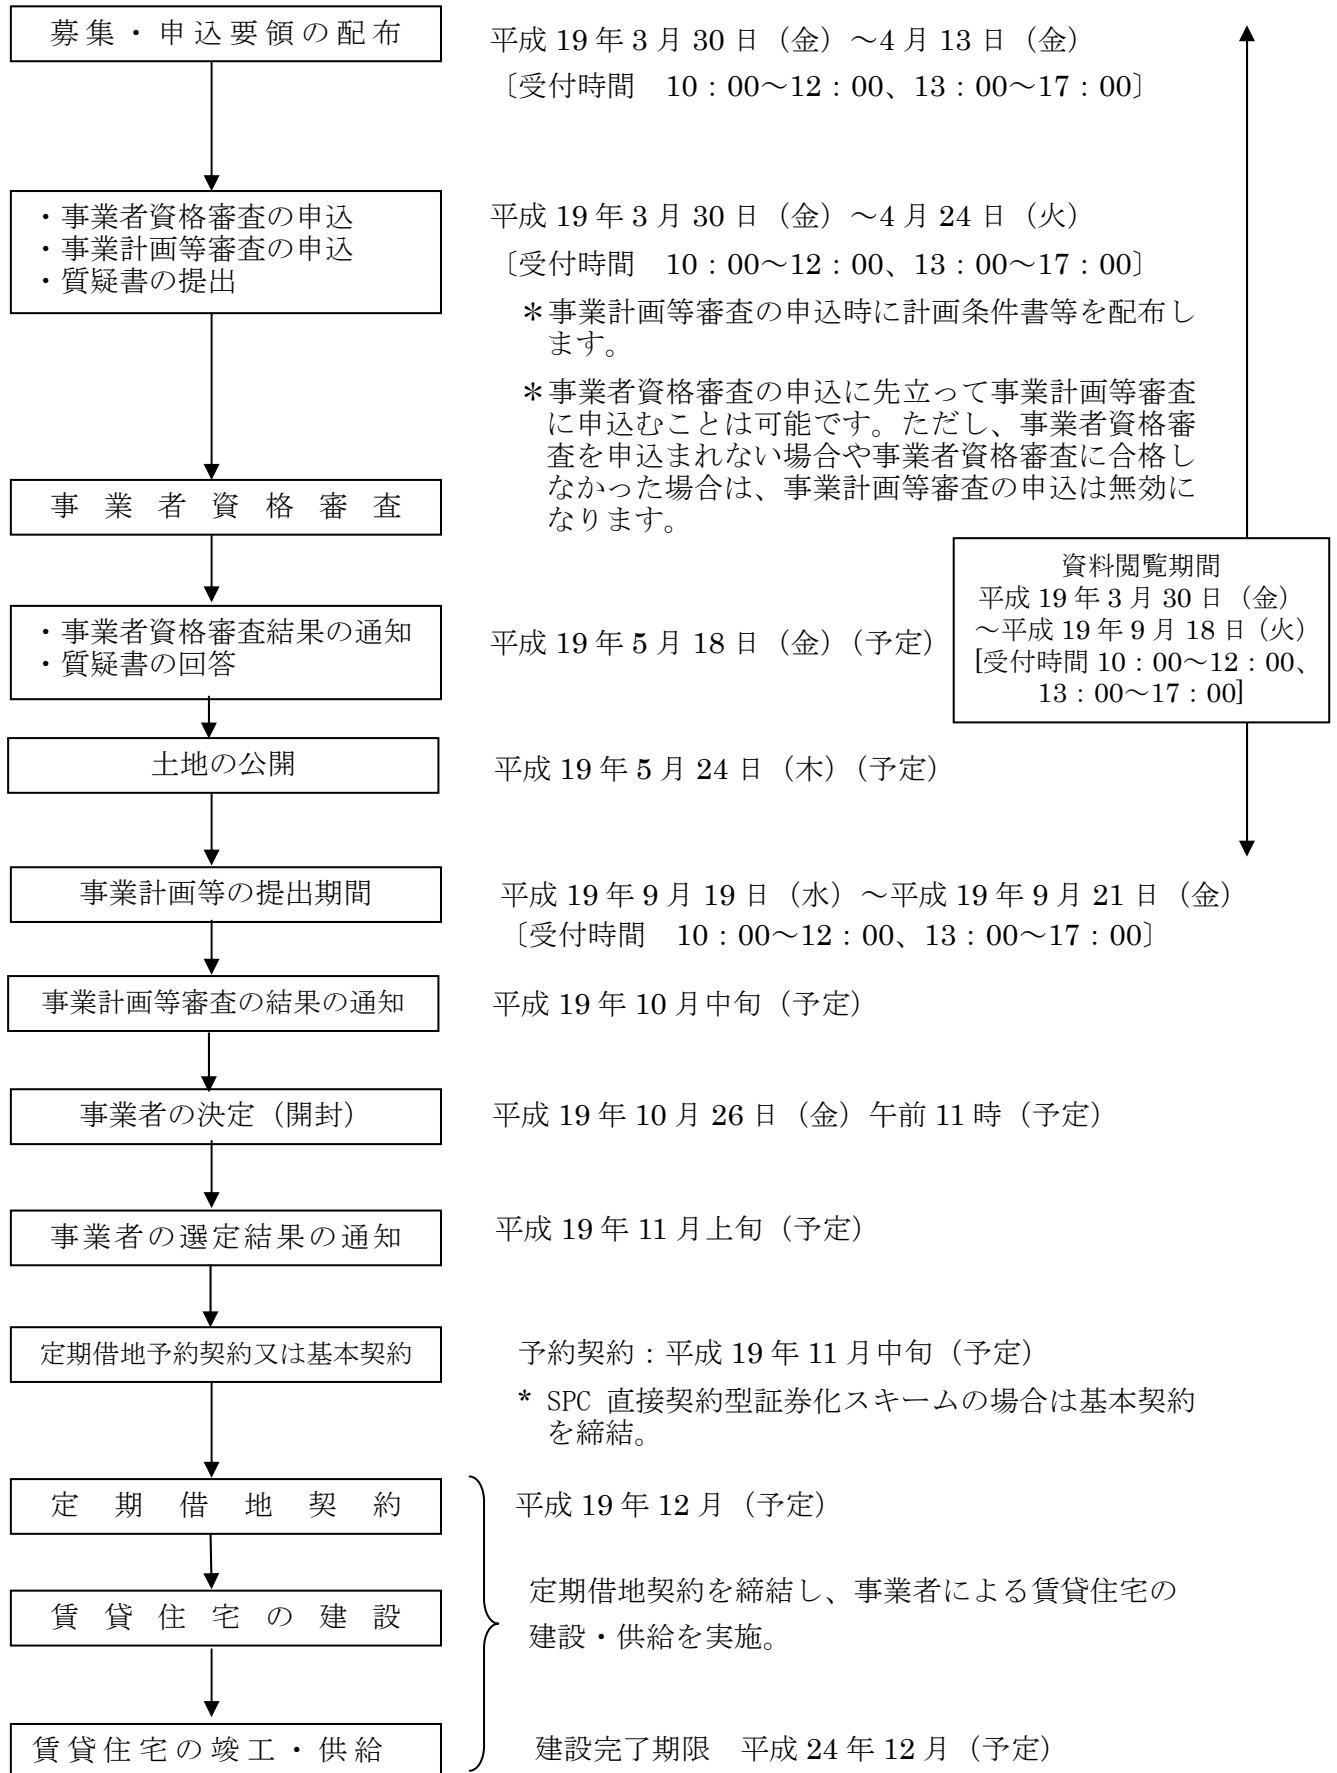 募集・申込要領の配布
平成 19 年 3 月 30 日（金）～4 月 13 日（金）
〔受付時間　10：00～12：00、13：00～17：00〕
・事業者資格審査の申込
・事業計画等審査の申込
・質疑書の提出
平成 19 年 3 月 30 日（金）～4 月 24 日（火）
〔受付時間　10：00～12：00、13：00～17：00〕
＊事業計画等審査の申込時に計画条件書等を配布し
ます。
＊事業者資格審査の申込に先立って事業計画等審査
に申込むことは可能です。ただし、事業者資格審
査を申込まれない場合や事業者資格審査に合格し
なかった場合は、事業計画等審査の申込は無効に
なります。
事業者資格審査
資料閲覧期間
平成 19 年 3 月 30 日（金）
～平成 19 年 9 月 18 日（火）
[受付時間 10：00～12：00、
13：00～17：00]
・事業者資格審査結果の通知
・質疑書の回答
平成 19 年 5 月 18 日（金）（予定）
土地の公開
平成 19 年 5 月 24 日（木）（予定）
事業計画等の提出期間
平成 19 年 9 月 19 日（水）～平成 19 年 9 月 21 日（金）
〔受付時間　10：00～12：00、13：00～17：00〕
事業計画等審査の結果の通知
平成 19 年 10 月中旬（予定）
事業者の決定（開封）
平成 19 年 10 月 26 日（金）午前 11 時（予定）
事業者の選定結果の通知
平成 19 年 11 月上旬（予定）
定期借地予約契約又は基本契約
予約契約：平成 19 年 11 月中旬（予定）
* SPC 直接契約型証券化スキームの場合は基本契約
を締結。
定期借地契約
平成 19 年 12 月（予定）
賃貸住宅の建設
定期借地契約を締結し、事業者による賃貸住宅の
建設・供給を実施。
賃貸住宅の竣工・供給
建設完了期限　平成 24 年 12 月（予定）